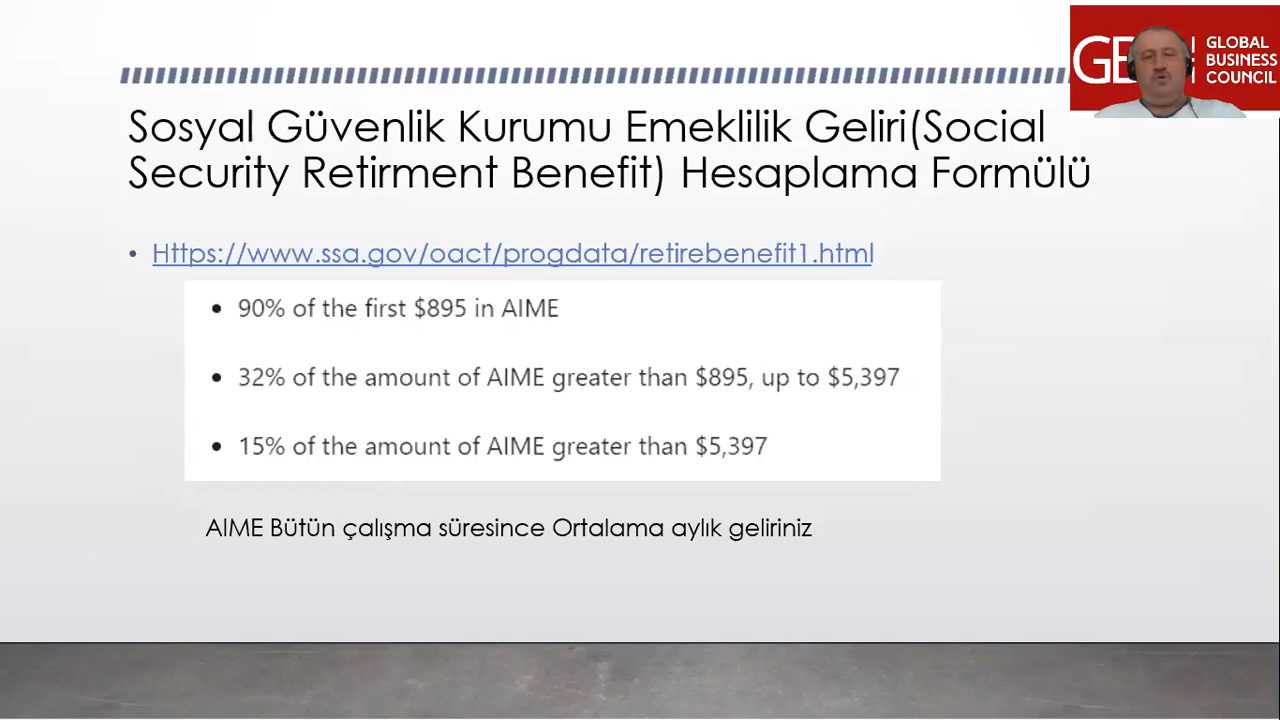 GLOBAL
BUSINESS
COUNCIL
Sosyal Güvenlik Kurumu Emeklilik Geliri(Social
Security Retirment Benefit) Hesaplama Formülü
• Https://www.ssa.gov/oact/progdata/retirebenefit1.html
• 90% of the first $895 in AIME
• 32% of the amount of AIME greater than $895, up to $5,397
• 15% of the amount of AIME greater than $5,397
AIME Bütün çalışma süresince Ortalama aylık geliriniz